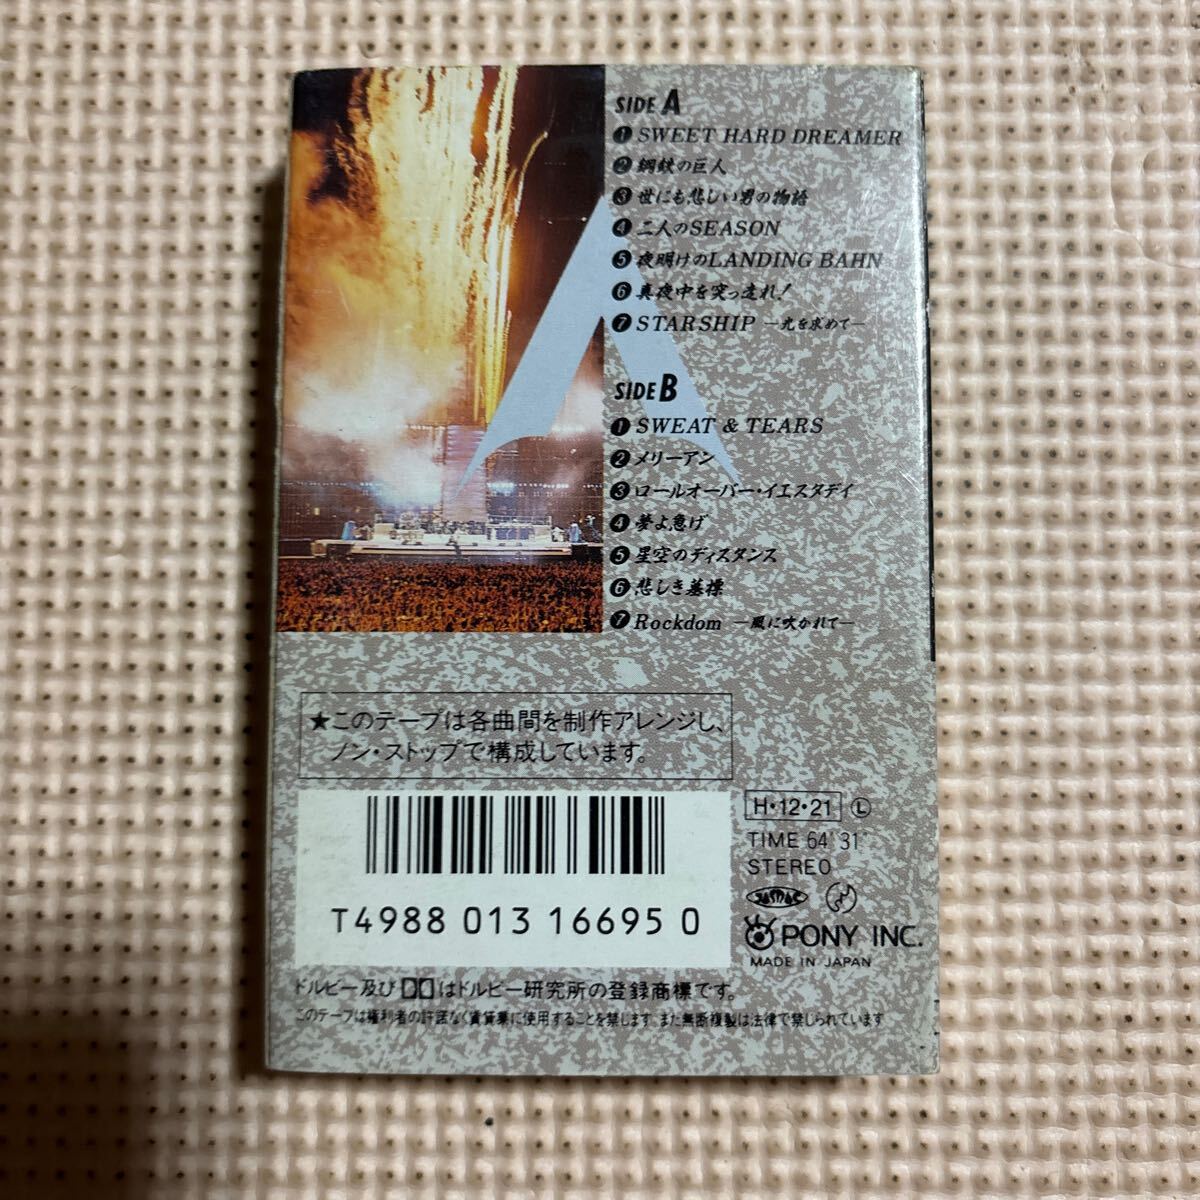 SIDE A
❶ SWEET HARD DREAMER
❷ 鋼鉄の巨人
❸ 世にも悲しい男の物語
❹ 二人のSEASON
❺ 夜明けのLANDING BAHN
❻ 真夜中を突っ走れ!
❼ STARSHIP —光を求めて—
SIDE B
❶ SWEAT & TEARS
❷ メリーアン
❸ ロールオーバー・イエスタデイ
❹ 夢よ急げ
❺ 星空のディスタンス
❻ 悲しき墓標
❼ Rockdom —風に吹かれて—
★このテープは各曲間を制作アレンジし、
ノン・ストップで構成しています。
H・12・21 Ⓛ
TIME 64'31
STEREO
JASRAC
T4988 013 16695 0
PONY INC.
MADE IN JAPAN
ドルビー及びはドルビー研究所の登録商標です。
このテープは権利者の許諾なく賃貸業に使用することを禁じます。また無断複製は法律で禁じられています